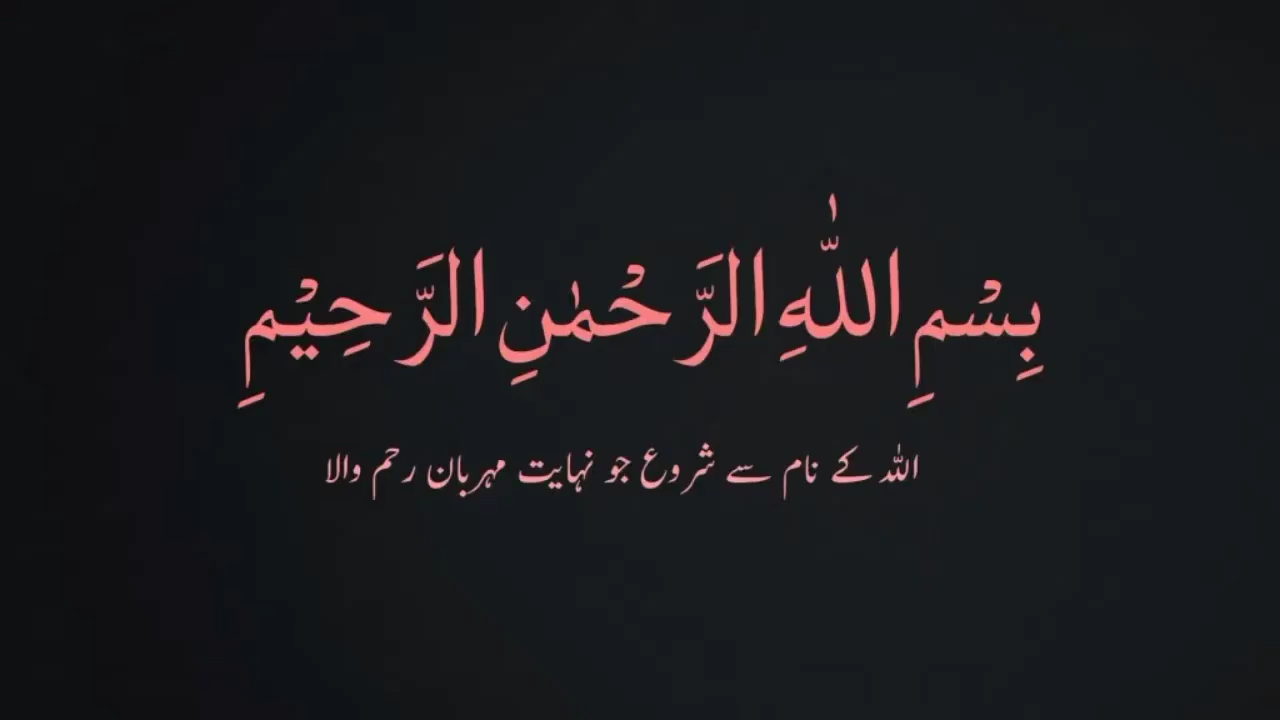 بِسْمِ اللّٰهِ الرَّحْمٰنِ الرَّحِيْمِ
اللہ کے نام سے شروع جو نہایت مہربان رحم والا